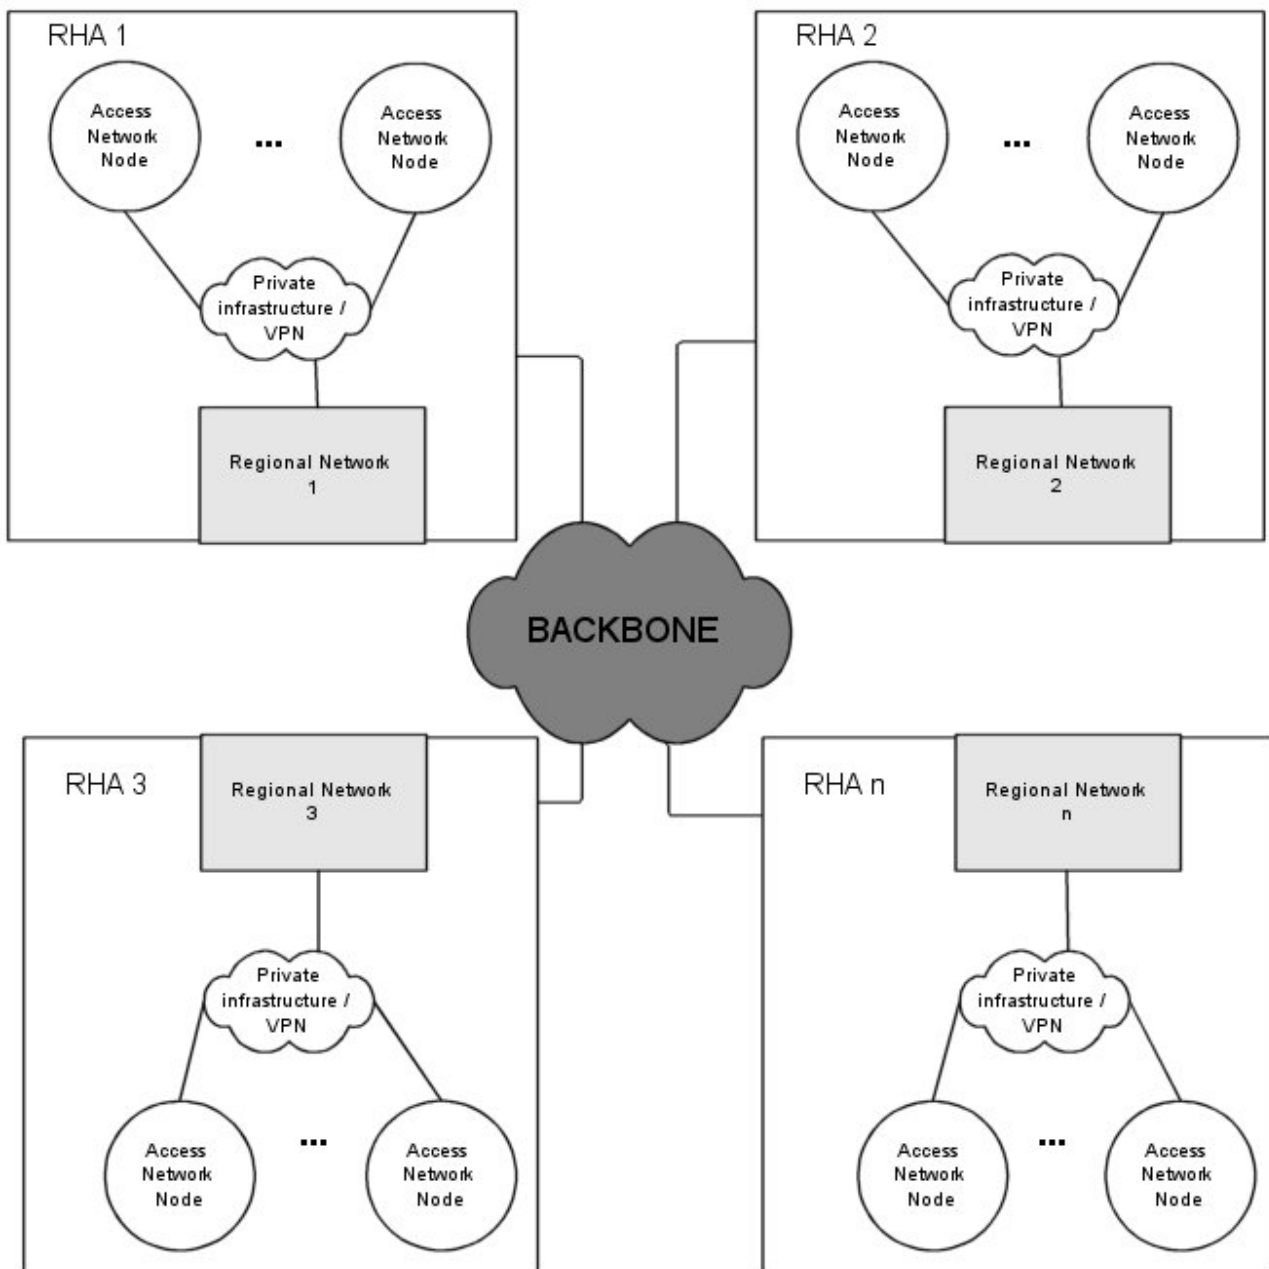 RHA 1
Access
Network
Node
...
Access
Network
Node
Private
infrastructure /
VPN
Regional Network
1
RHA 2
Access
Network
Node
...
Access
Network
Node
Private
infrastructure /
VPN
Regional Network
2
BACKBONE
RHA 3
Regional Network
3
Private
infrastructure /
VPN
Access
Network
Node
...
Access
Network
Node
RHA n
Regional Network
n
Private
infrastructure /
VPN
Access
Network
Node
...
Access
Network
Node